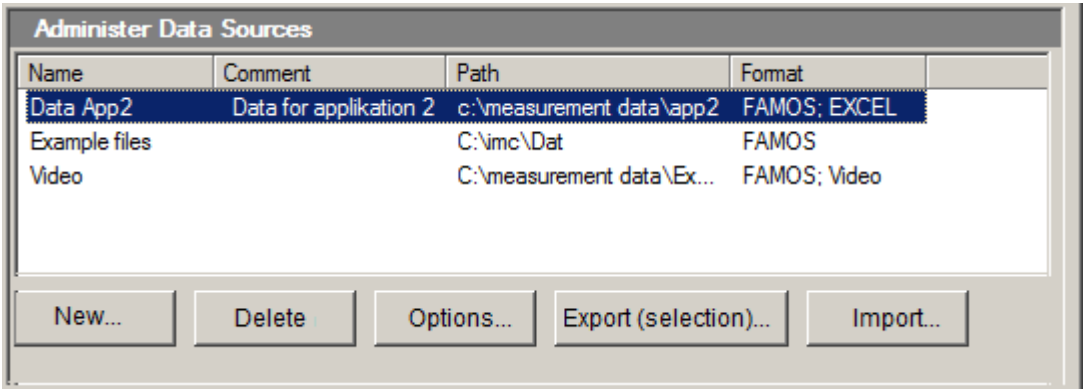 Administer Data Sources
Name Comment Path Format
Data App2 Data for applikation 2 c:\measurement data\app2 FAMOS; EXCEL
Example files C:\imc\Dat FAMOS
Video C:\measurement data\Ex... FAMOS; Video
New... Delete Options... Export (selection)... Import...